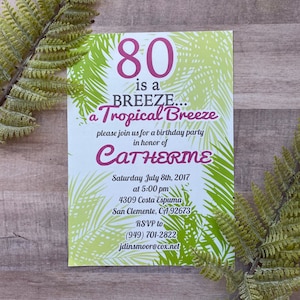 80
is a
BREEZE...
a Tropical Breeze
please join us for a birthday party
in honor of
CATHERINE
Saturday July 8th, 2017
at 5:00 pm
4309 Costa Espuma
San Clemente, CA 92673
RSVP to
(949) 701-2822
jdinsmoor@cox.net